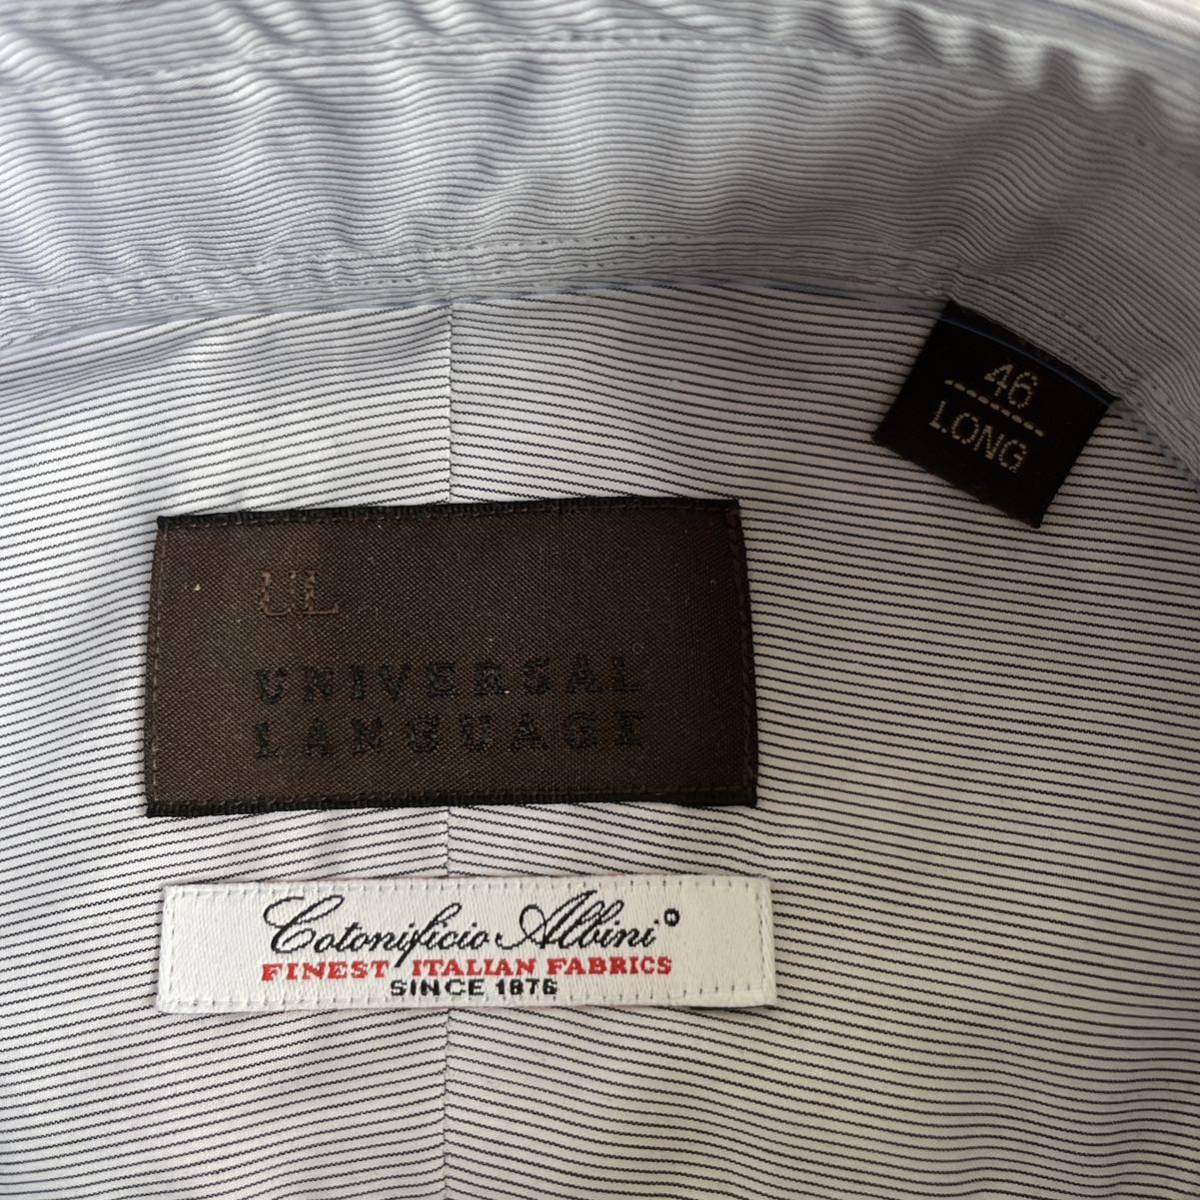 46
LONG
UL
UNIVERSAL
LANGUAGE
Cotonificio Albini®
FINEST ITALIAN FABRICS
SINCE 1876